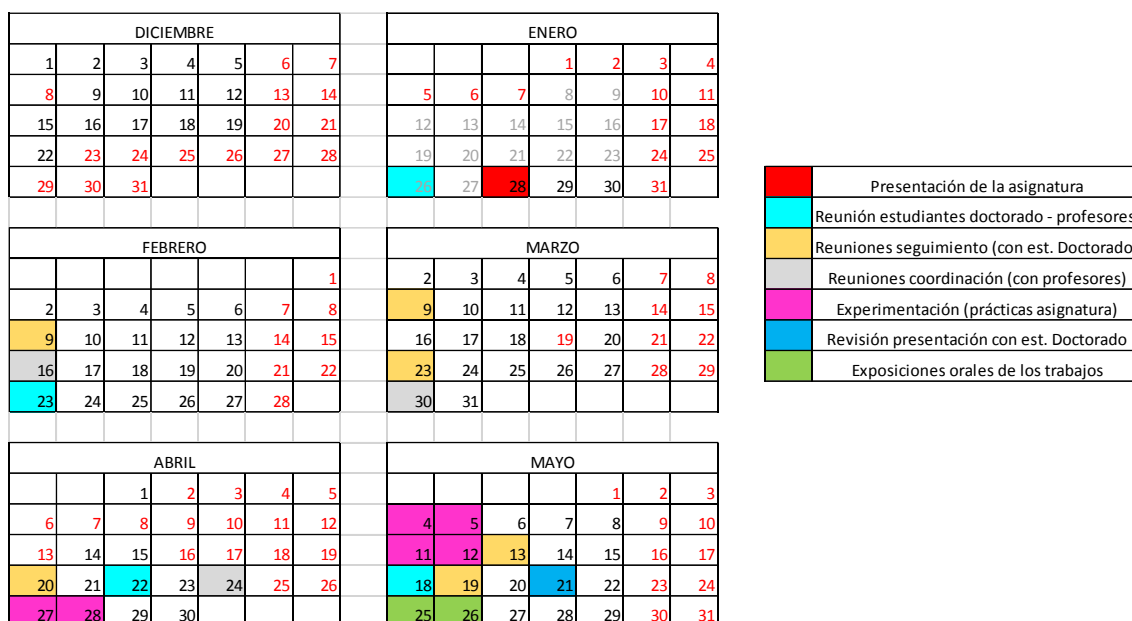 DICIEMBRE
1 2 3 4 5 6 7
8 9 10 11 12 13 14
15 16 17 18 19 20 21
22 23 24 25 26 27 28
29 30 31
ENERO
1 2 3 4
5 6 7 8 9 10 11
12 13 14 15 16 17 18
19 20 21 22 23 24 25
26 27 28 29 30 31
FEBRERO
1
2 3 4 5 6 7 8
9 10 11 12 13 14 15
16 17 18 19 20 21 22
23 24 25 26 27 28
MARZO
2 3 4 5 6 7 8
9 10 11 12 13 14 15
16 17 18 19 20 21 22
23 24 25 26 27 28 29
30 31
ABRIL
1 2 3 4 5
6 7 8 9 10 11 12
13 14 15 16 17 18 19
20 21 22 23 24 25 26
27 28 29 30
MAYO
1 2 3
4 5 6 7 8 9 10
11 12 13 14 15 16 17
18 19 20 21 22 23 24
25 26 27 28 29 30 31
Presentación de la asignatura
Reunión estudiantes doctorado - profesores
Reuniones seguimiento (con est. Doctorado
Reuniones coordinación (con profesores)
Experimentación (prácticas asignatura)
Revisión presentación con est. Doctorado
Exposiciones orales de los trabajos